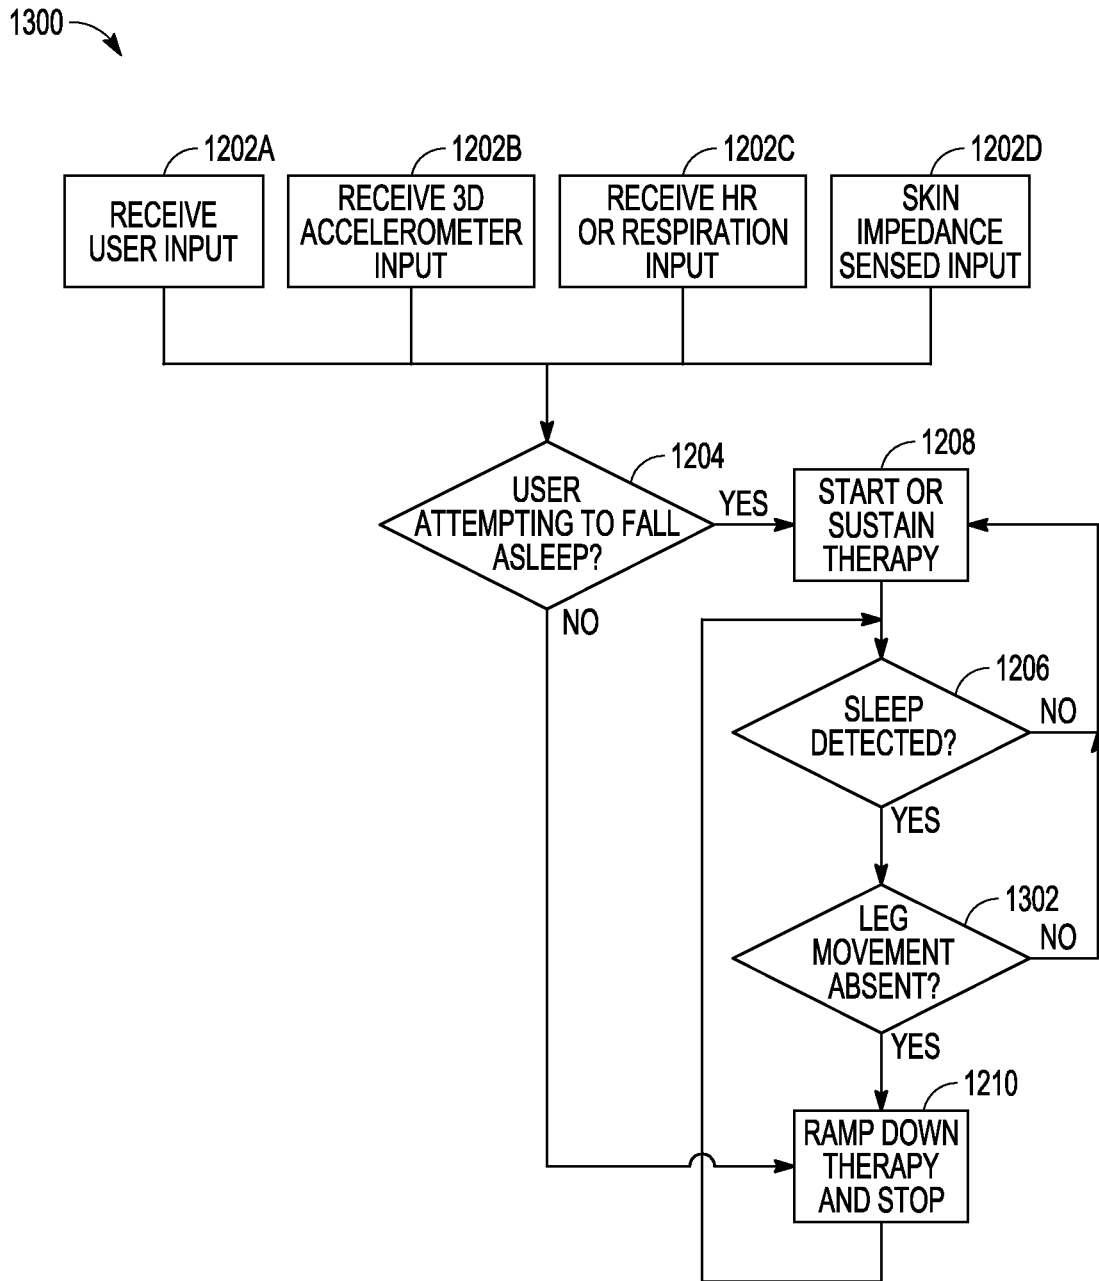 1300
1202A
1202B
1202C
1202D
RECEIVE
USER INPUT
RECEIVE 3D
ACCELEROMETER
INPUT
RECEIVE HR
OR RESPIRATION
INPUT
SKIN
IMPEDANCE
SENSED INPUT
1204
USER
ATTEMPTING TO FALL
ASLEEP?
YES
NO
1208
START OR
SUSTAIN
THERAPY
1206
SLEEP
DETECTED?
NO
YES
1302
LEG
MOVEMENT
ABSENT?
NO
YES
1210
RAMP DOWN
THERAPY
AND STOP